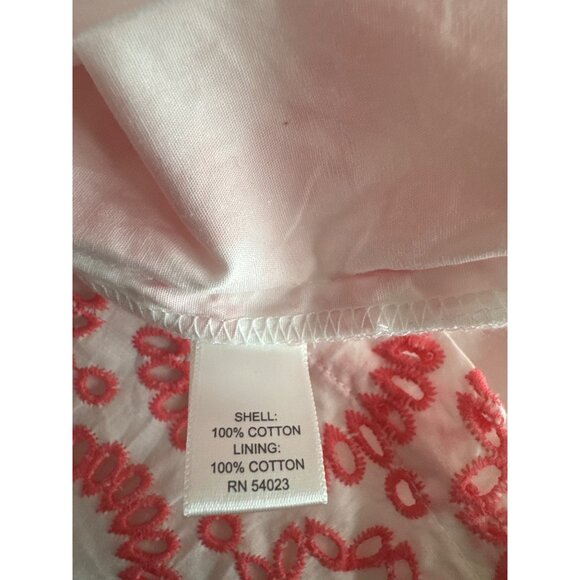 SHELL:
100% COTTON
LINING:
100% COTTON
RN 54023